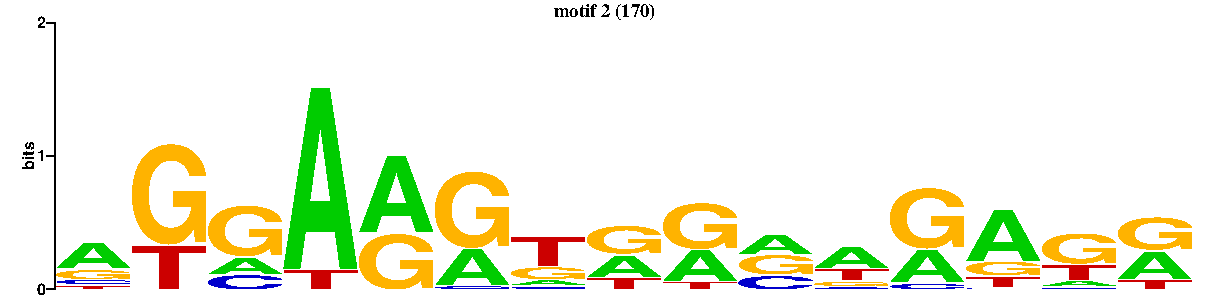 motif 2 (170)
2
1
0
bits
A G G A A G T G G A A G A G G
G T A T G A G A A G T A G T A
C C A T T C G C T A T
T T C C C